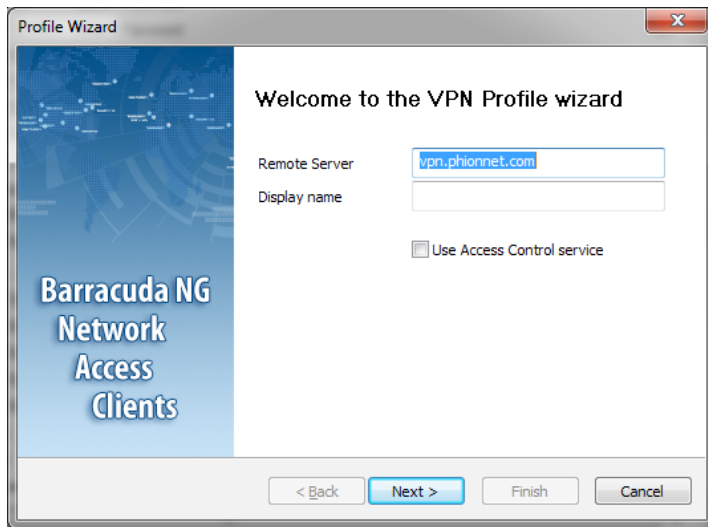 Profile Wizard
Welcome to the VPN Profile wizard
Remote Server
vpn.phionnet.com
Display name
Use Access Control service
Barracuda NG
Network
Access
Clients
< Back
Next >
Finish
Cancel